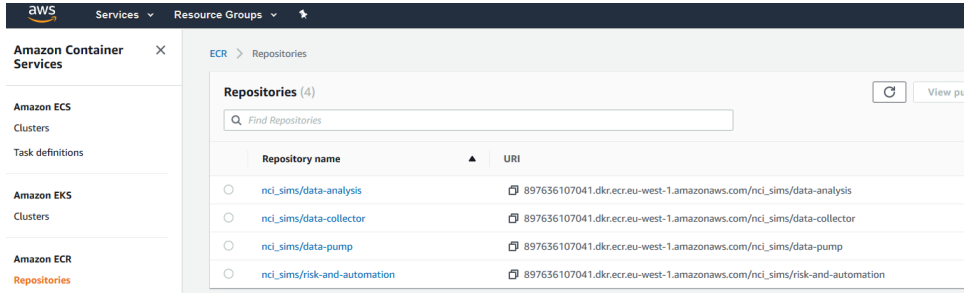 aws Services Resource Groups
Amazon Container Services
Amazon ECS
Clusters
Task definitions
Amazon EKS
Clusters
Amazon ECR
Repositories
ECR > Repositories
Repositories (4)
View pu
Find Repositories
Repository name URI
nci_sims/data-analysis 897636107041.dkr.ecr.eu-west-1.amazonaws.com/nci_sims/data-analysis
nci_sims/data-collector 897636107041.dkr.ecr.eu-west-1.amazonaws.com/nci_sims/data-collector
nci_sims/data-pump 897636107041.dkr.ecr.eu-west-1.amazonaws.com/nci_sims/data-pump
nci_sims/risk-and-automation 897636107041.dkr.ecr.eu-west-1.amazonaws.com/nci_sims/risk-and-automation